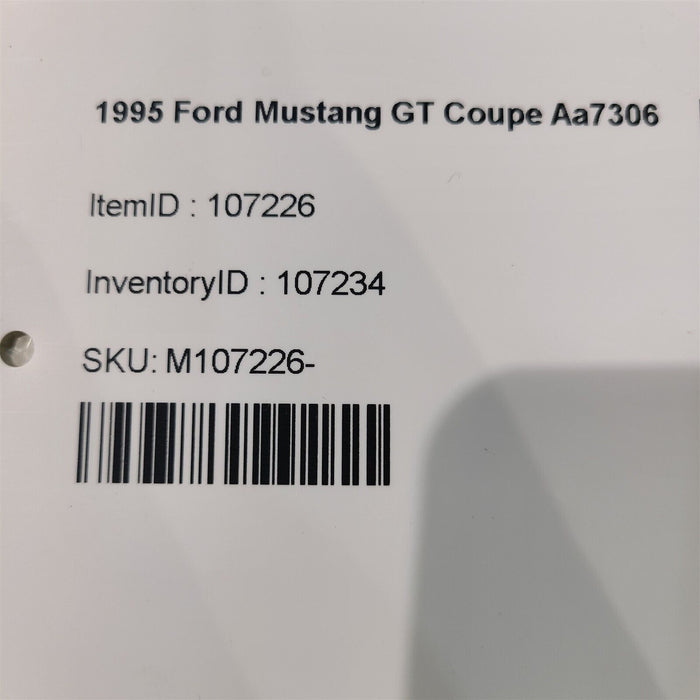 1995 Ford Mustang GT Coupe Aa7306
ItemID : 107226
InventoryID : 107234
SKU: M107226-